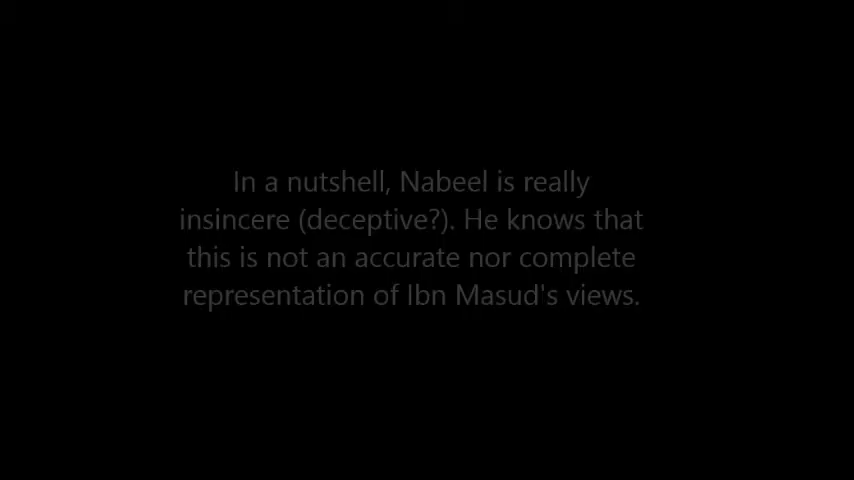 In a nutshell, Nabeel is really
insincere (deceptive?). He knows that
this is not an accurate nor complete
representation of Ibn Masud's views.